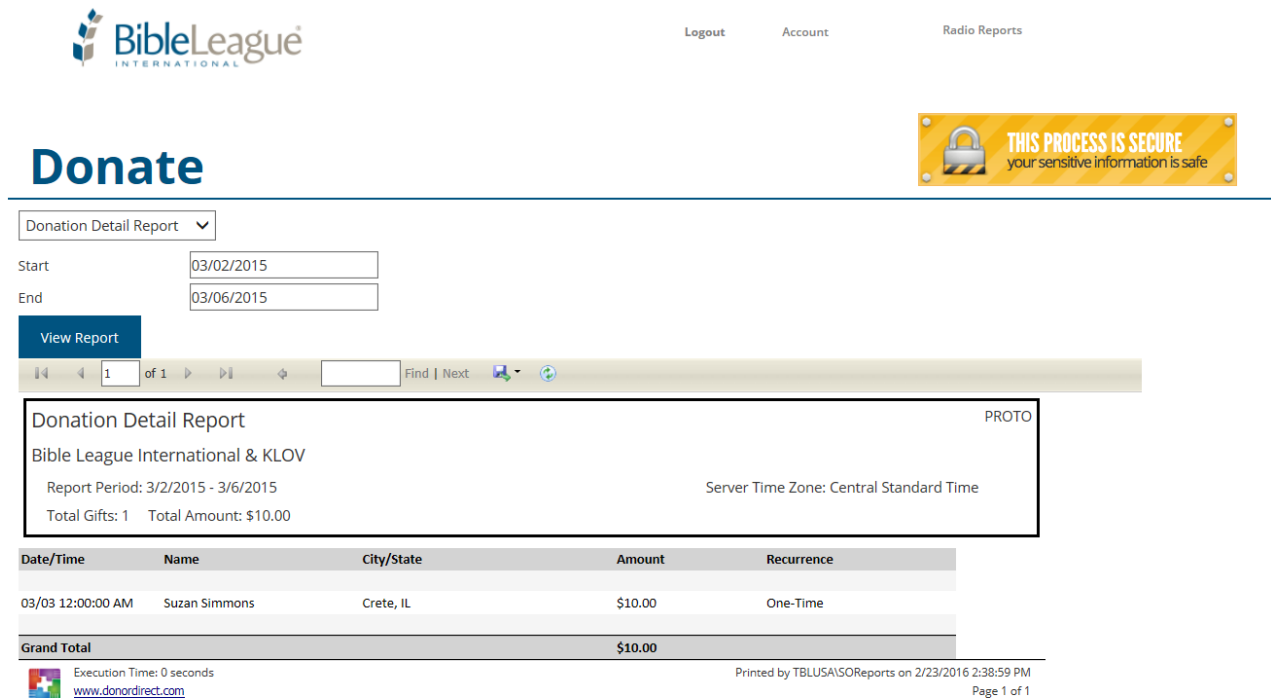 BibleLeague
INTERNATIONAL
Logout Account Radio Reports
THIS PROCESS IS SECURE
your sensitive information is safe
Donate
Donation Detail Report
Start 03/02/2015
End 03/06/2015
View Report
1 of 1 Find | Next
Donation Detail Report PROTO
Bible League International & KLOV
Report Period: 3/2/2015 - 3/6/2015 Server Time Zone: Central Standard Time
Total Gifts: 1 Total Amount: $10.00
Date/Time Name City/State Amount Recurrence
03/03 12:00:00 AM Suzan Simmons Crete, IL $10.00 One-Time
Grand Total $10.00
Execution Time: 0 seconds Printed by TBLUSA\SOReports on 2/23/2016 2:38:59 PM
www.donordirect.com Page 1 of 1